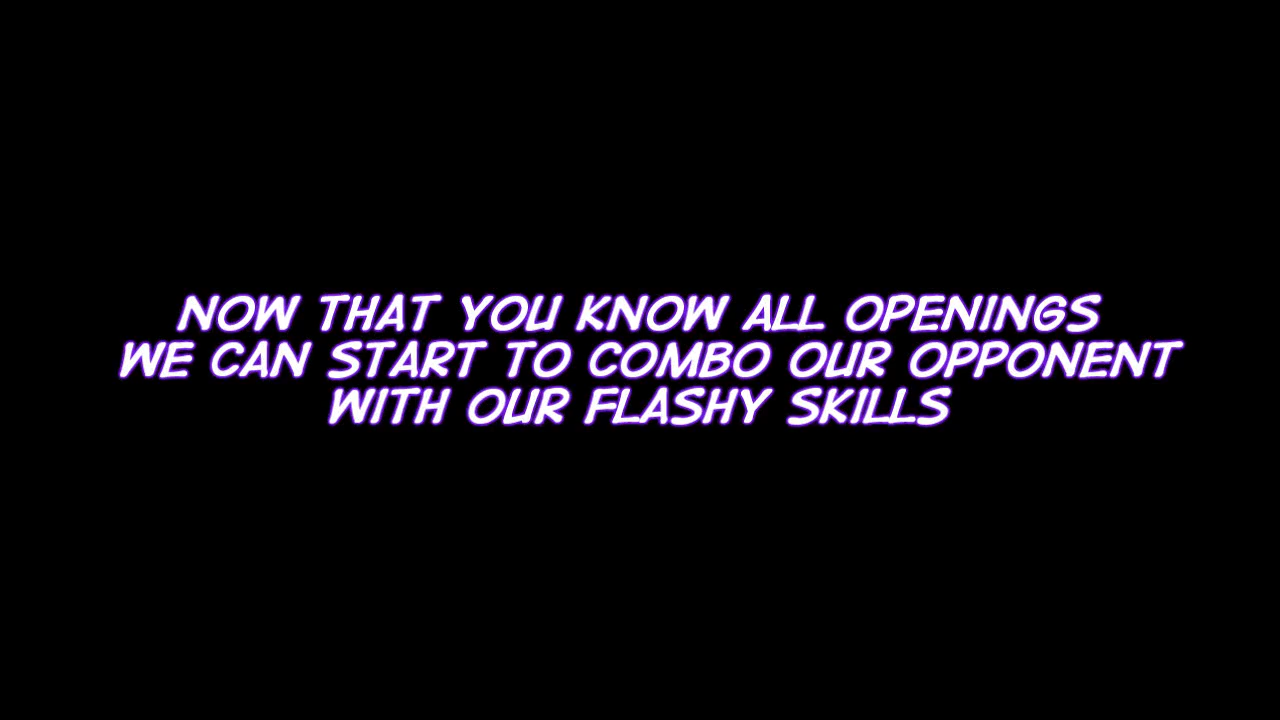 NOW THAT YOU KNOW ALL OPENINGS
WE CAN START TO COMBO OUR OPPONENT
WITH OUR FLASHY SKILLS